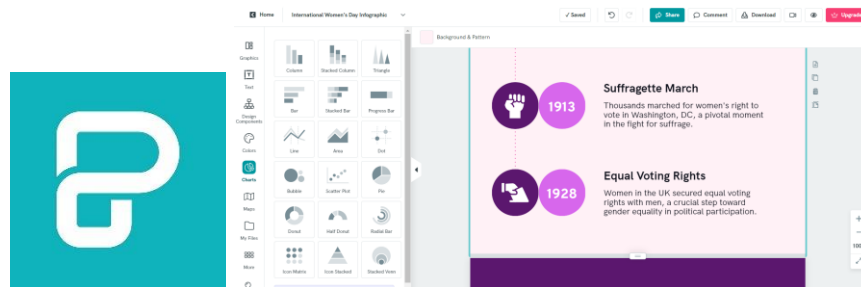 Home
International Women's Day Infographic
✓ Saved
Share
Comment
Download
Upgrade
Background & Pattern
Graphics
Text
Design
Components
Colors
Charts
Maps
My Files
More
Column
Stacked Column
Triangle
Bar
Stacked Bar
Progress Bar
Line
Area
Dot
Bubble
Scatter Plot
Pie
Donut
Half Donut
Radial Bar
Icon Matrix
Icon Stacked
Stacked Venn
1913
Suffragette March
Thousands marched for women's right to
vote in Washington, DC, a pivotal moment
in the fight for suffrage.
1928
Equal Voting Rights
Women in the UK secured equal voting
rights with men, a crucial step toward
gender equality in political participation.